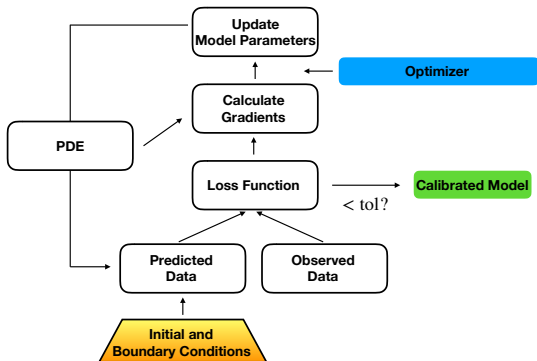 Update
Model Parameters
Optimizer
Calculate
Gradients
PDE
Loss Function
Calibrated Model
< tol?
Predicted
Data
Observed
Data
Initial and
Boundary Conditions